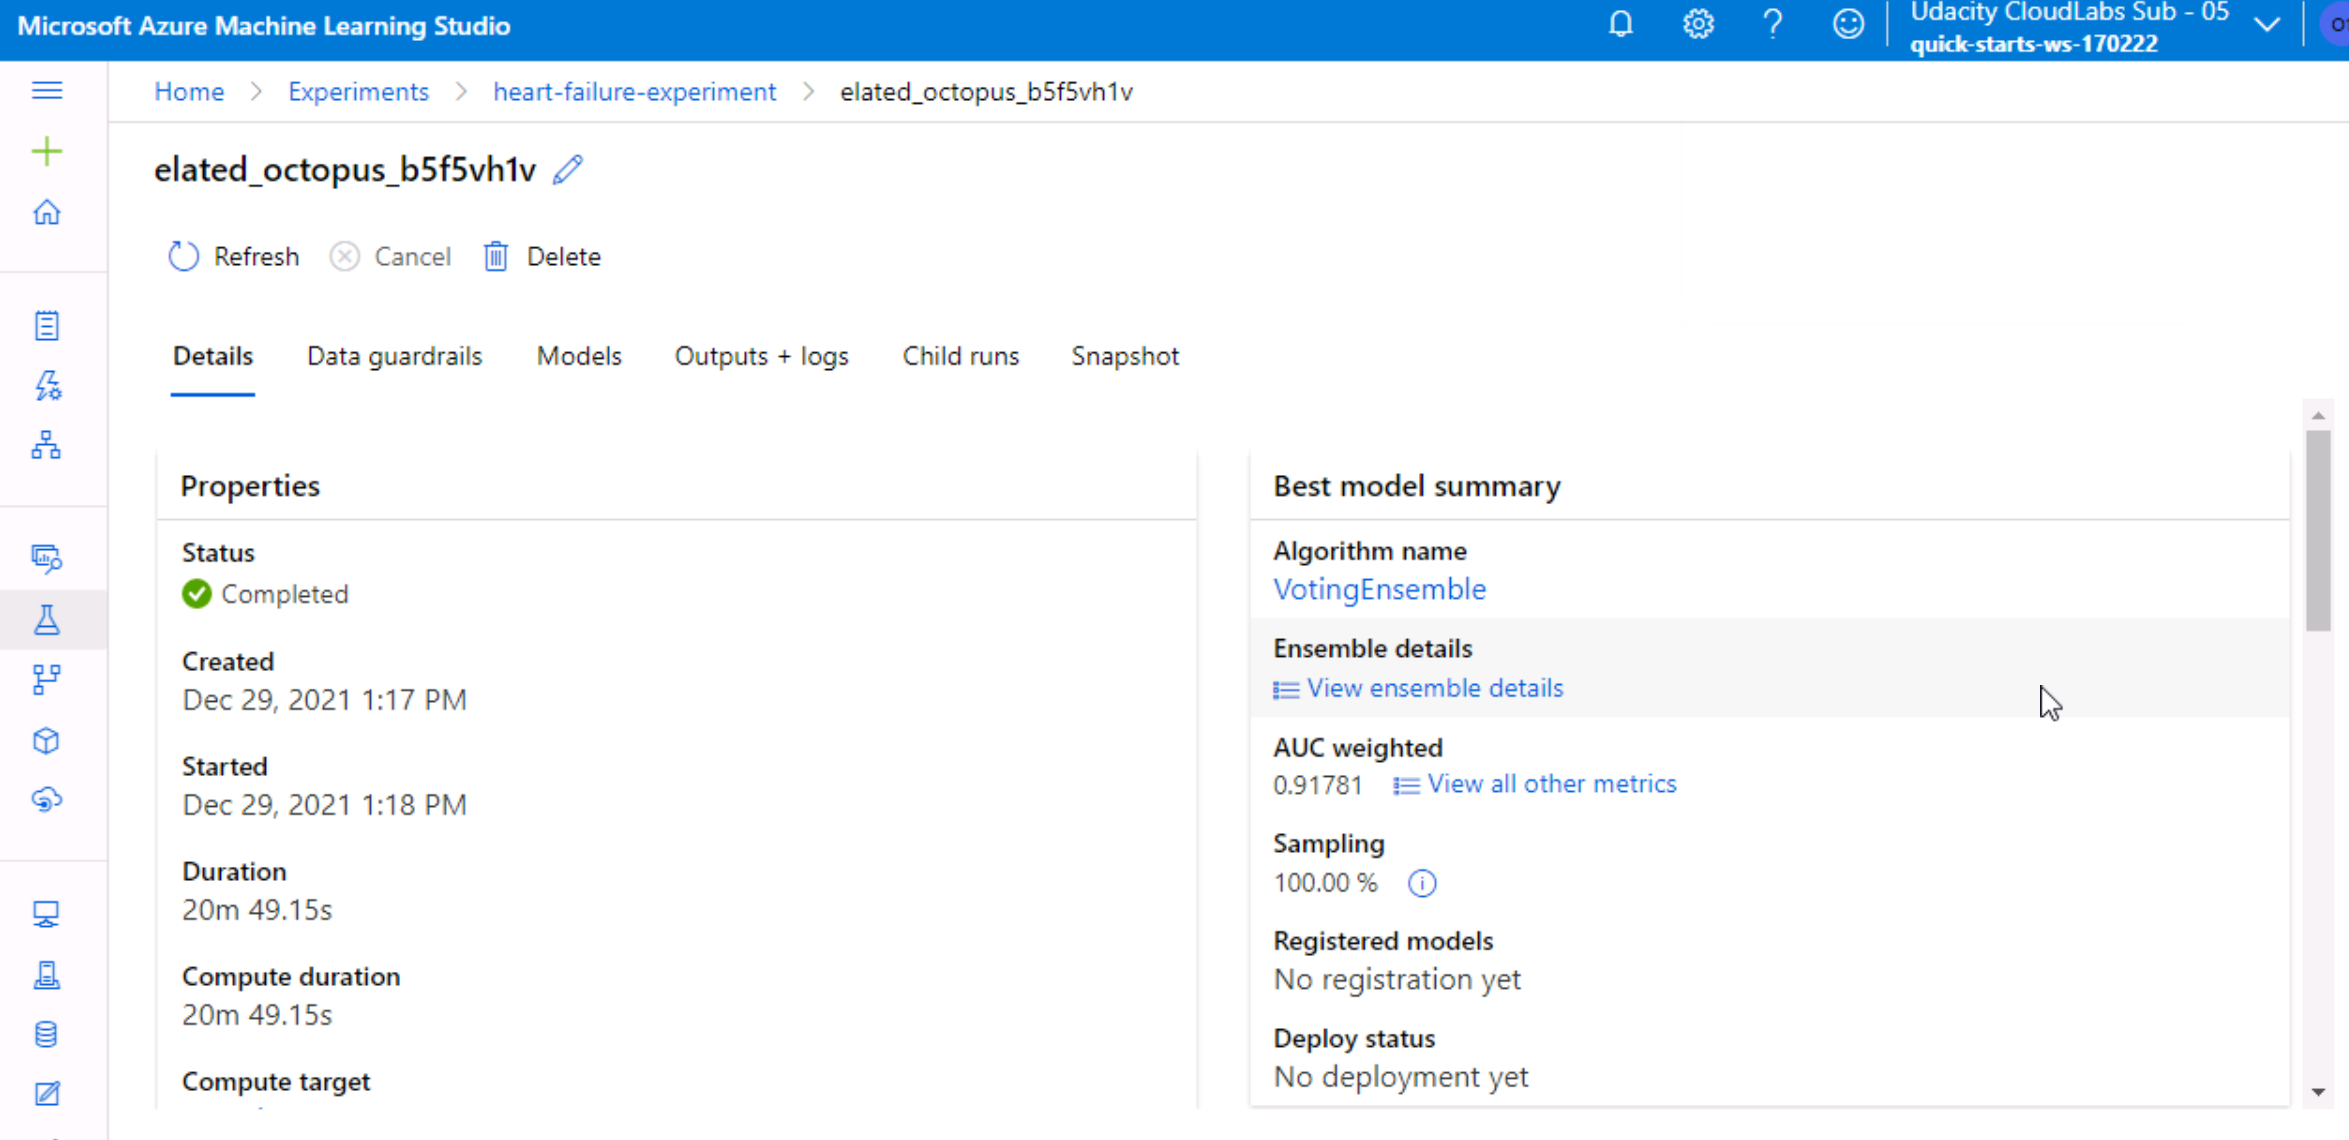 Microsoft Azure Machine Learning Studio
Udacity CloudLabs Sub - 05
quick-starts-ws-170222
Home > Experiments > heart-failure-experiment > elated_octopus_b5f5vh1v
elated_octopus_b5f5vh1v
Refresh Cancel Delete
Details Data guardrails Models Outputs + logs Child runs Snapshot
Properties
Status
Completed
Created
Dec 29, 2021 1:17 PM
Started
Dec 29, 2021 1:18 PM
Duration
20m 49.15s
Compute duration
20m 49.15s
Compute target
Best model summary
Algorithm name
VotingEnsemble
Ensemble details
View ensemble details
AUC weighted
0.91781 View all other metrics
Sampling
100.00 %
Registered models
No registration yet
Deploy status
No deployment yet